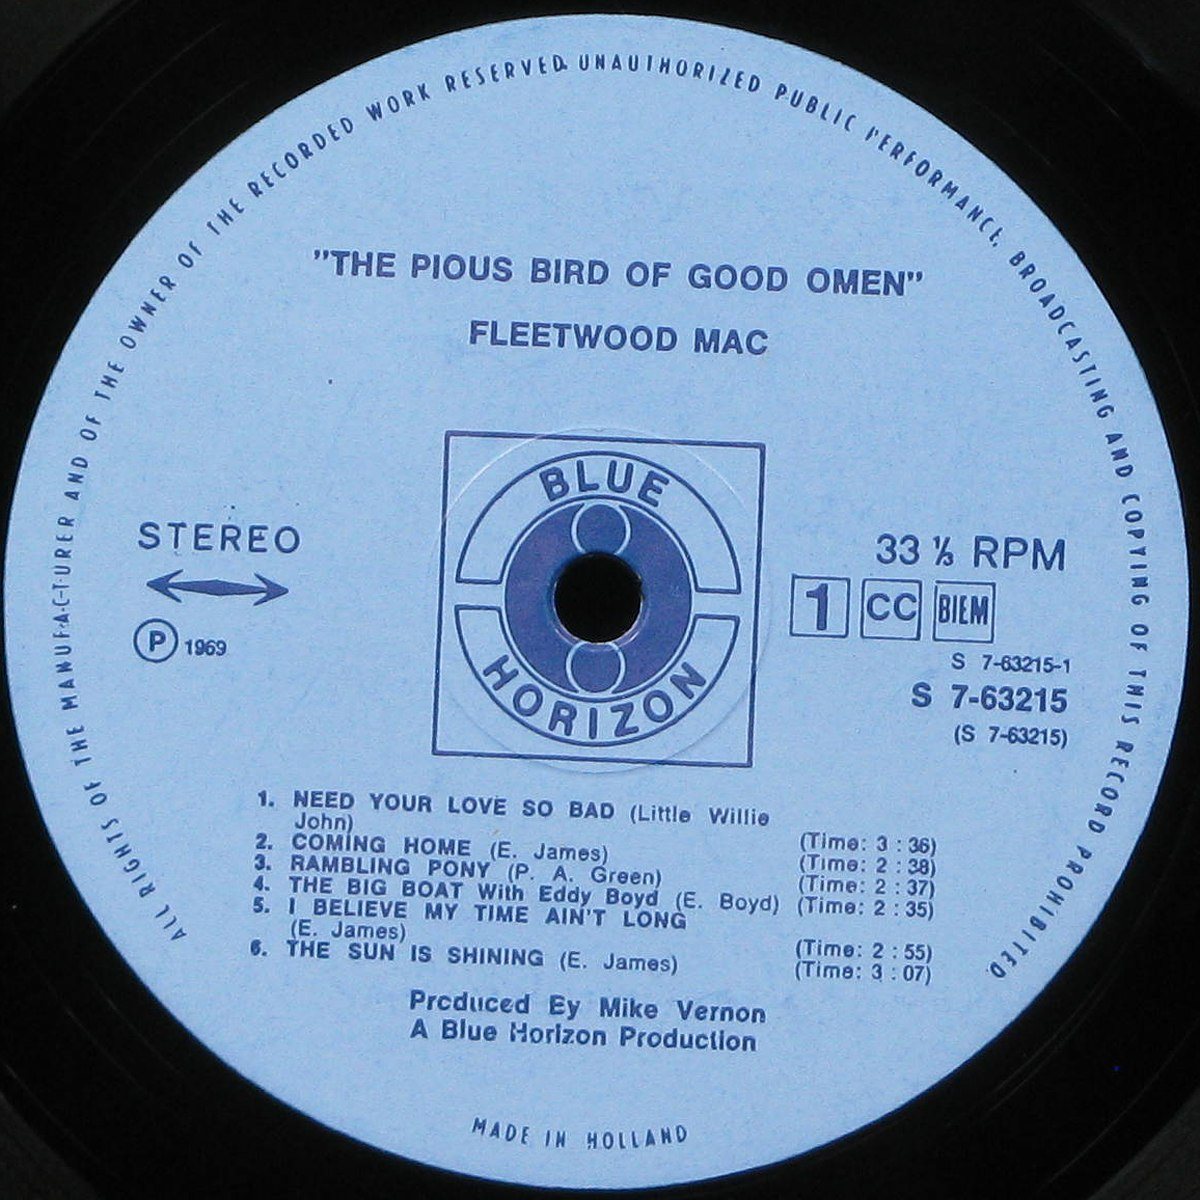 ALL RIGHTS OF THE MANUFACTURER AND OF THE OWNER OF THE RECORDED WORK RESERVED. UNAUTHORIZED PUBLIC PERFORMANCE, BROADCASTING AND COPYING OF THIS RECORD PROHIBITED.
"THE PIOUS BIRD OF GOOD OMEN"
FLEETWOOD MAC
BLUE
HORIZON
STEREO
Ⓟ 1969
33 ⅓ RPM
1 CC BIEM
S 7-63215-1
S 7-63215
(S 7-63215)
1. NEED YOUR LOVE SO BAD (Little Willie
John) (Time: 3 : 36)
2. COMING HOME (E. James) (Time: 2 : 38)
3. RAMBLING PONY (P. A. Green) (Time: 2 : 37)
4. THE BIG BOAT With Eddy Boyd (E. Boyd) (Time: 2 : 35)
5. I BELIEVE MY TIME AIN'T LONG
(E. James) (Time: 2 : 55)
6. THE SUN IS SHINING (E. James) (Time: 3 : 07)
Produced By Mike Vernon
A Blue Horizon Production
MADE IN HOLLAND